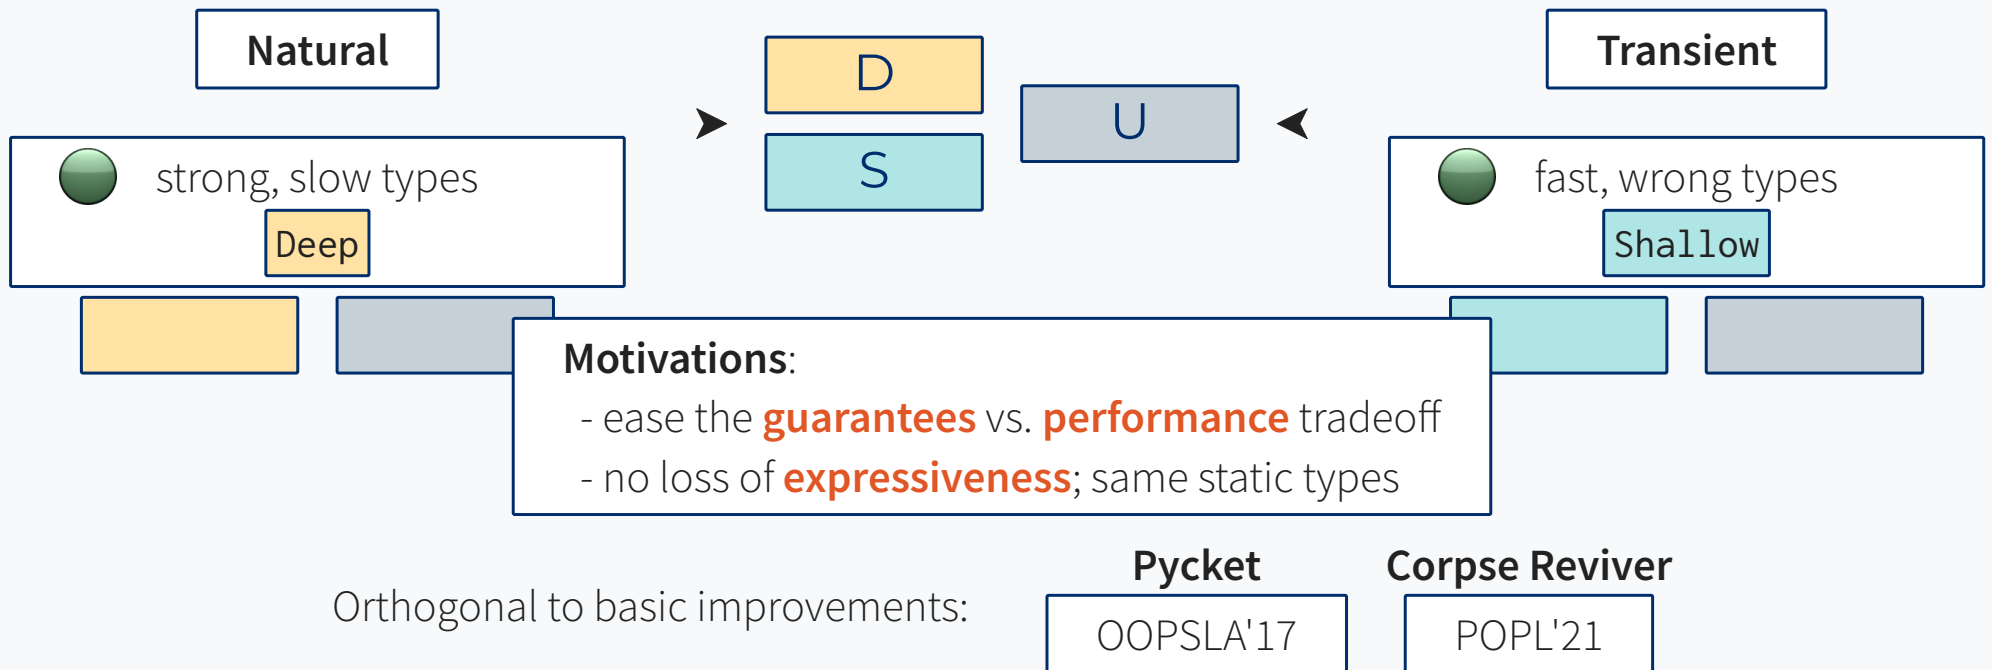 Natural
strong, slow types
Deep
D
S
U
Transient
fast, wrong types
Shallow
Motivations:
- ease the guarantees vs. performance tradeoff
- no loss of expressiveness; same static types
Orthogonal to basic improvements:
Pycket
OOPSLA'17
Corpse Reviver
POPL'21